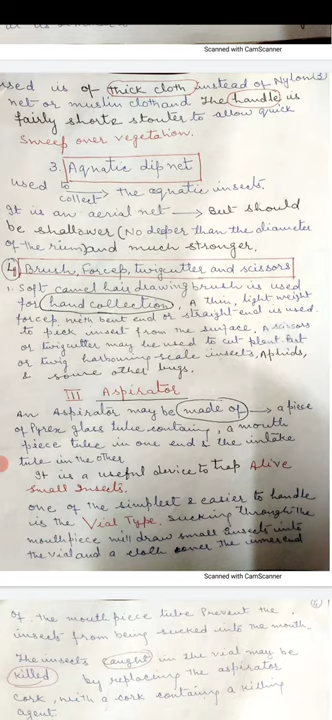 Scanned with CamScanner
used is of thick cloth instead of Nylon
net or muslin cloth and The handle is
fairly shorte stouter to allow quick
Sweep over vegetation.
3. Aquatic dipnet
used to collect → the aquatic insects.
It is an aerial net → But should
be shallower (No deeper than the diameter
of the rim) and much stronger.
4 Brush, Forcep, twigcutter and scissors
1. Soft camel hair drawing brush is used
for hand collection, A thin, light weight
forcep with bent end or straight-end is used
to pick insect from the surface, A scissors
or twigcutter may be used to cut plant. Part
or twig harbouring scale insects, Aphids,
& some other bugs.
III Aspirator
An Aspirator may be made of → a piece
of Pyrex glass tube containing, a mouth
piece tube in one end & the intake
tube in the other.
It is a useful device to trap Alive
Small Insects.
one of the simplest & easier to handle
is the Vial Type. Sucking through the
mouthpiece will draw small insects into
the vial and a cloth cover the inner end
Scanned with CamScanner
of the mouth piece tube Prevent the
insects from being sucked into the mouth.
The insects caught in the vial may be
killed by replacing the aspirator
cork, with a cork containg a killing
agent.